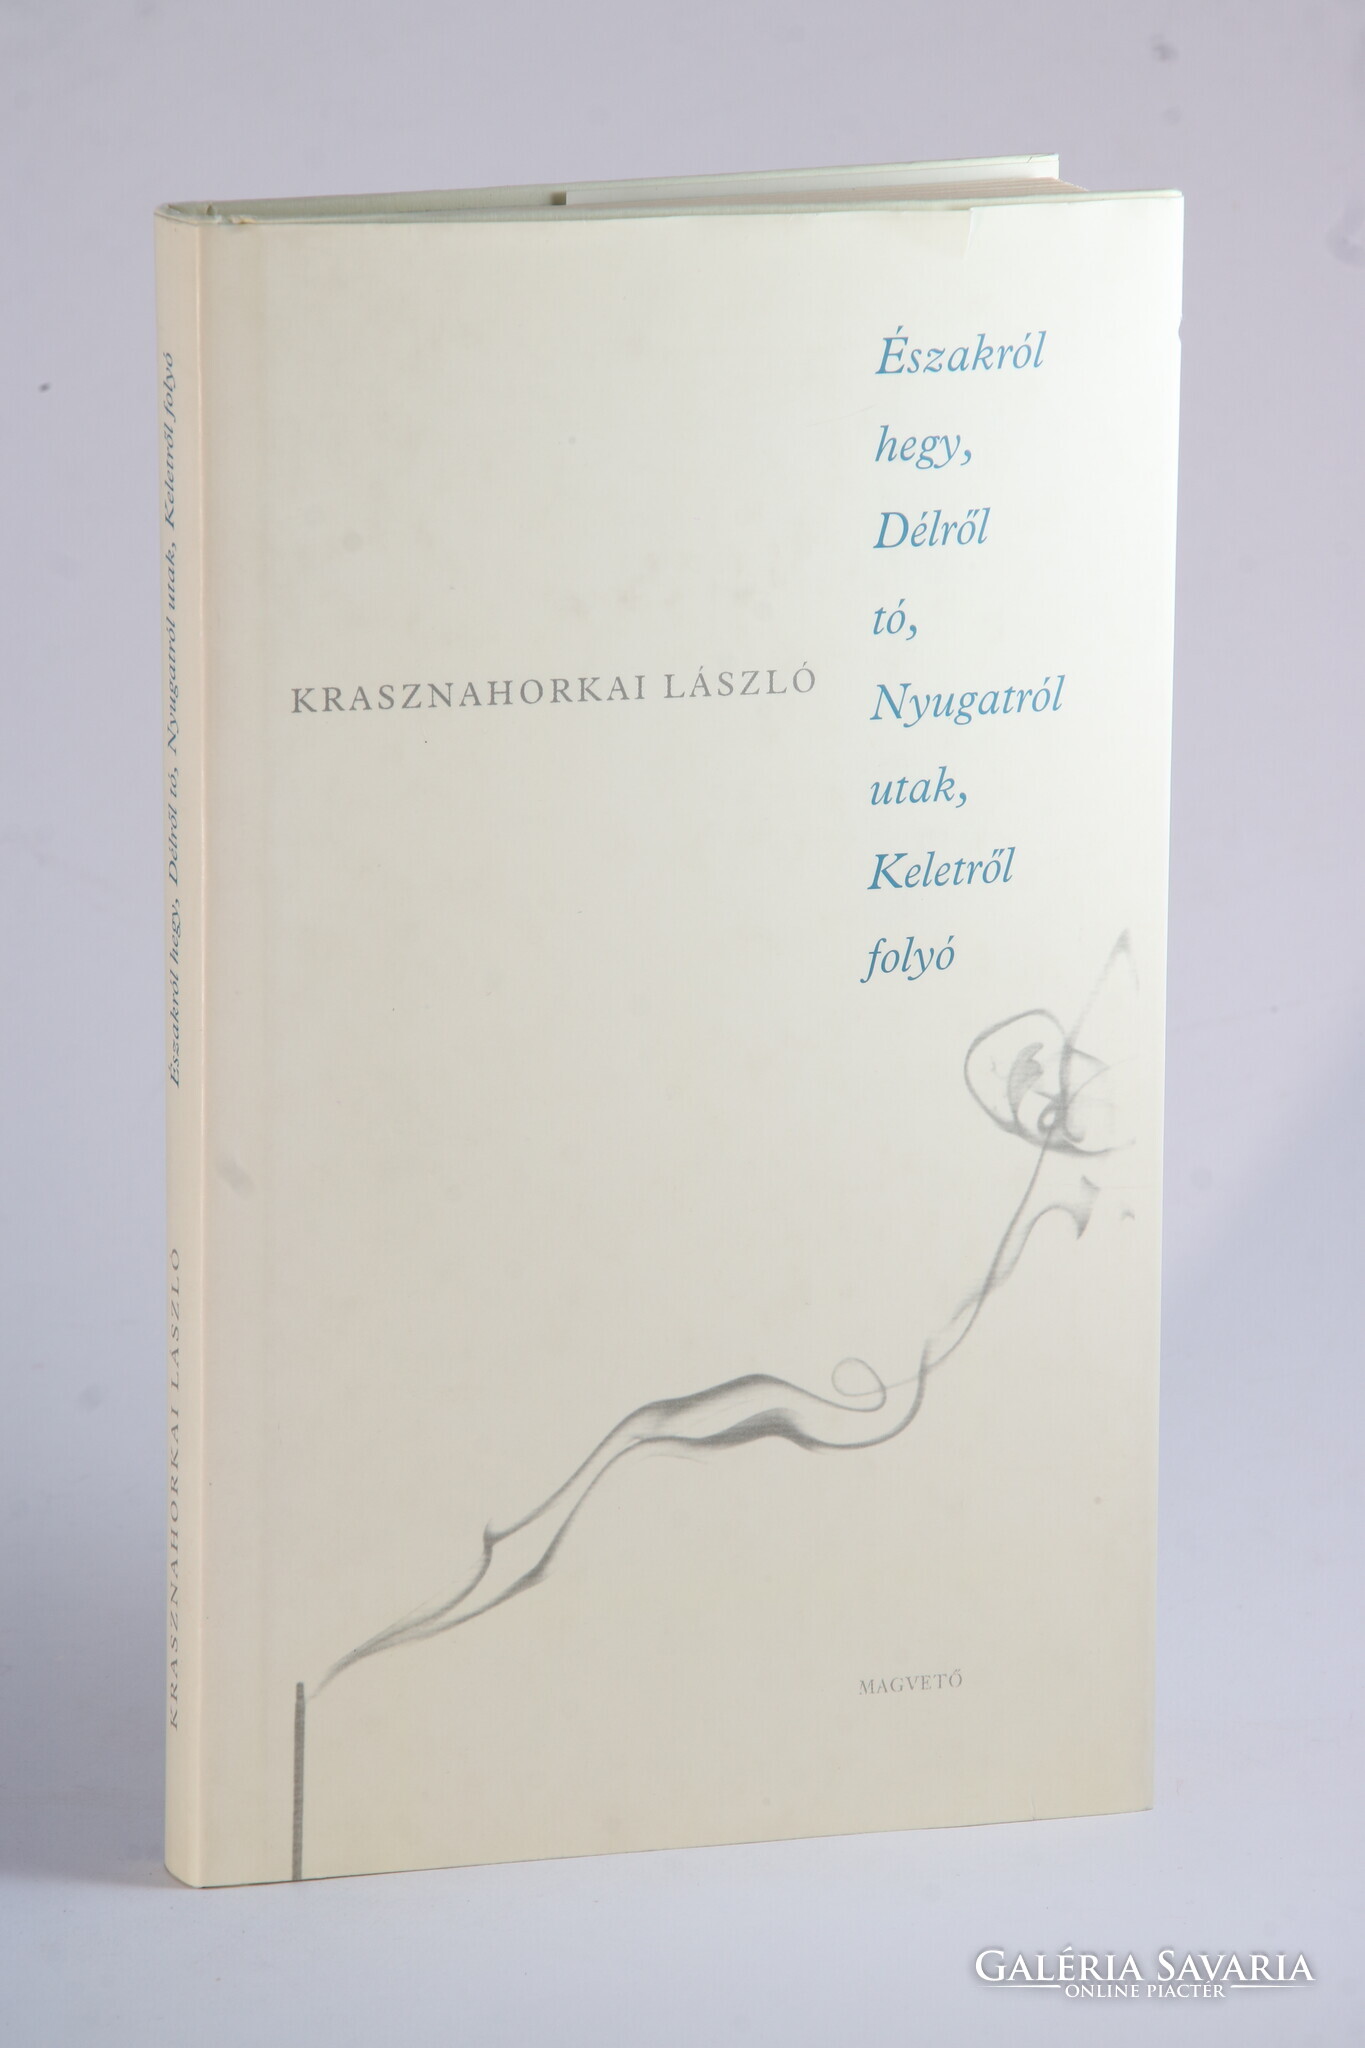 Északról
hegy,
Délről
tó,
Nyugatról
utak,
Keletről
folyó
KRASZNAHORKAI LÁSZLÓ
MAGVETŐ
KRASZNAHORKAI LÁSZLÓ Északról hegy, Délről tó, Nyugatról utak, Keletről folyó
GALÉRIA SAVARIA
ONLINE PIACTÉR